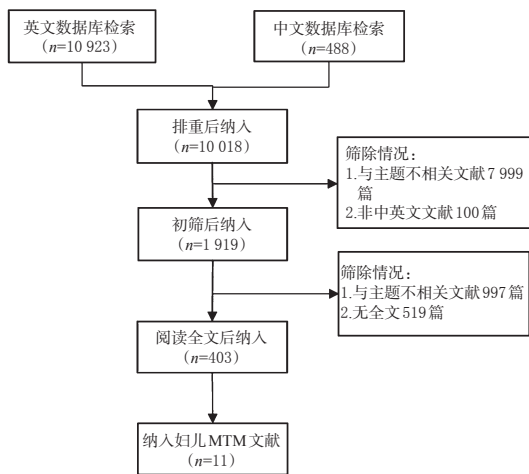 英文数据库检索
（n=10 923）
中文数据库检索
（n=488）
排重后纳入
（n=10 018）
筛除情况：
1.与主题不相关文献7 999
篇
2.非中英文文献100篇
初筛后纳入
（n=1 919）
筛除情况：
1.与主题不相关文献997篇
2.无全文519篇
阅读全文后纳入
（n=403）
纳入妇儿MTM文献
（n=11）